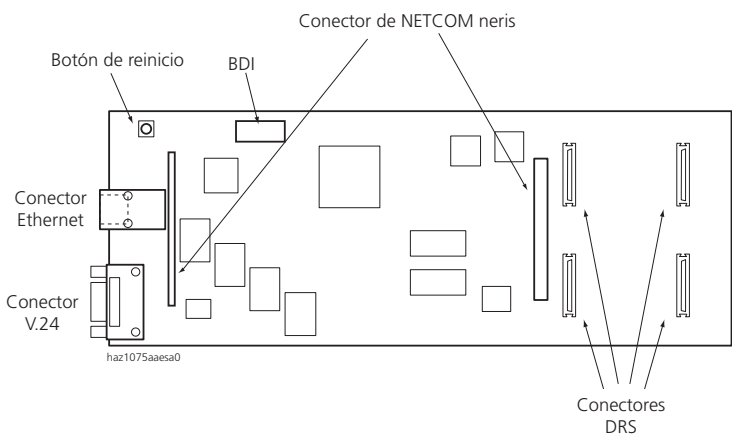 Conector de NETCOM neris
Botón de reinicio
BDI
Conector
Ethernet
Conector
V.24
haz1075aaesa0
Conectores
DRS